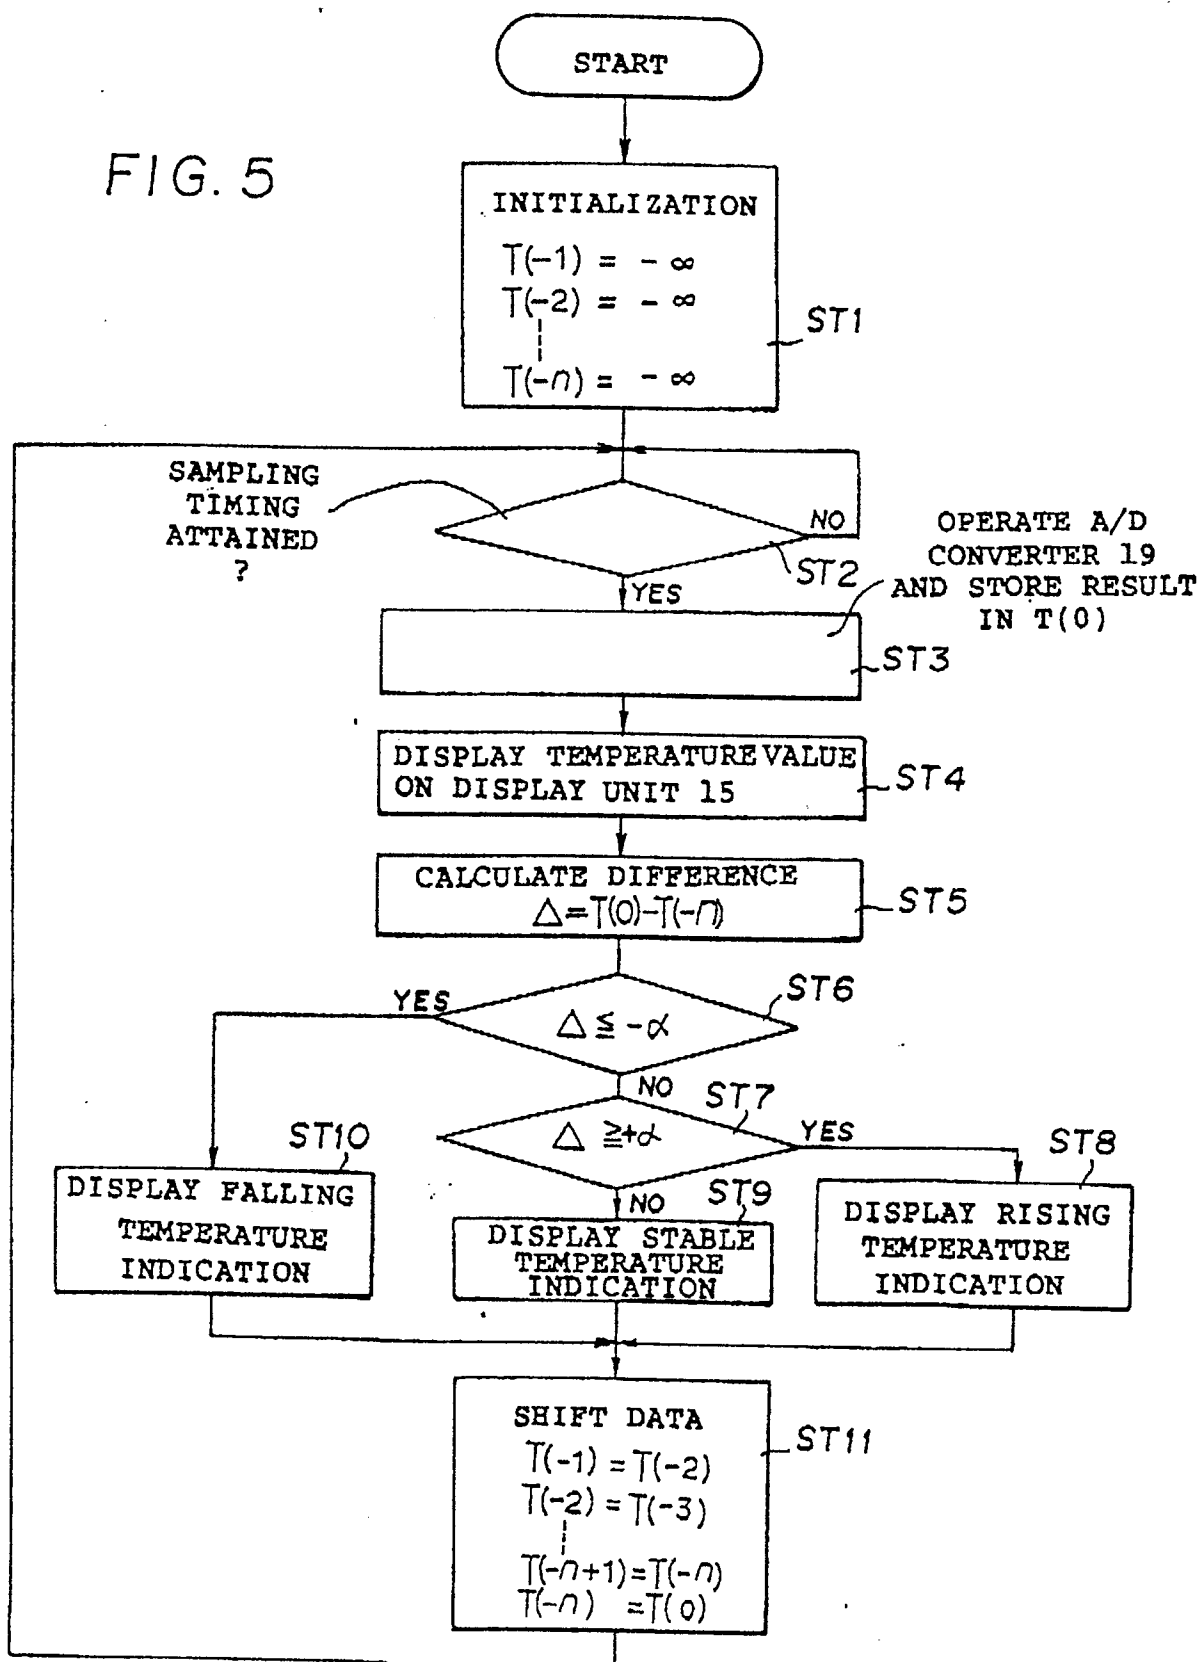 START
FIG. 5
INITIALIZATION
T(-1) = - ∞
T(-2) = - ∞
T(-n) = - ∞
ST1
SAMPLING
TIMING
ATTAINED
?
NO
ST2
YES
OPERATE A/D
CONVERTER 19
AND STORE RESULT
IN T(0)
ST3
DISPLAY TEMPERATURE VALUE
ON DISPLAY UNIT 15
ST4
CALCULATE DIFFERENCE
△=T(0)-T(-n)
ST5
YES
△ ≦ -α
ST6
NO
△ ≧+α
ST7
YES
NO
ST10
DISPLAY FALLING
TEMPERATURE
INDICATION
ST9
DISPLAY STABLE
TEMPERATURE
INDICATION
ST8
DISPLAY RISING
TEMPERATURE
INDICATION
SHIFT DATA
T(-1) = T(-2)
T(-2) = T(-3)
T(-n+1)=T(-n)
T(-n) =T(0)
ST11